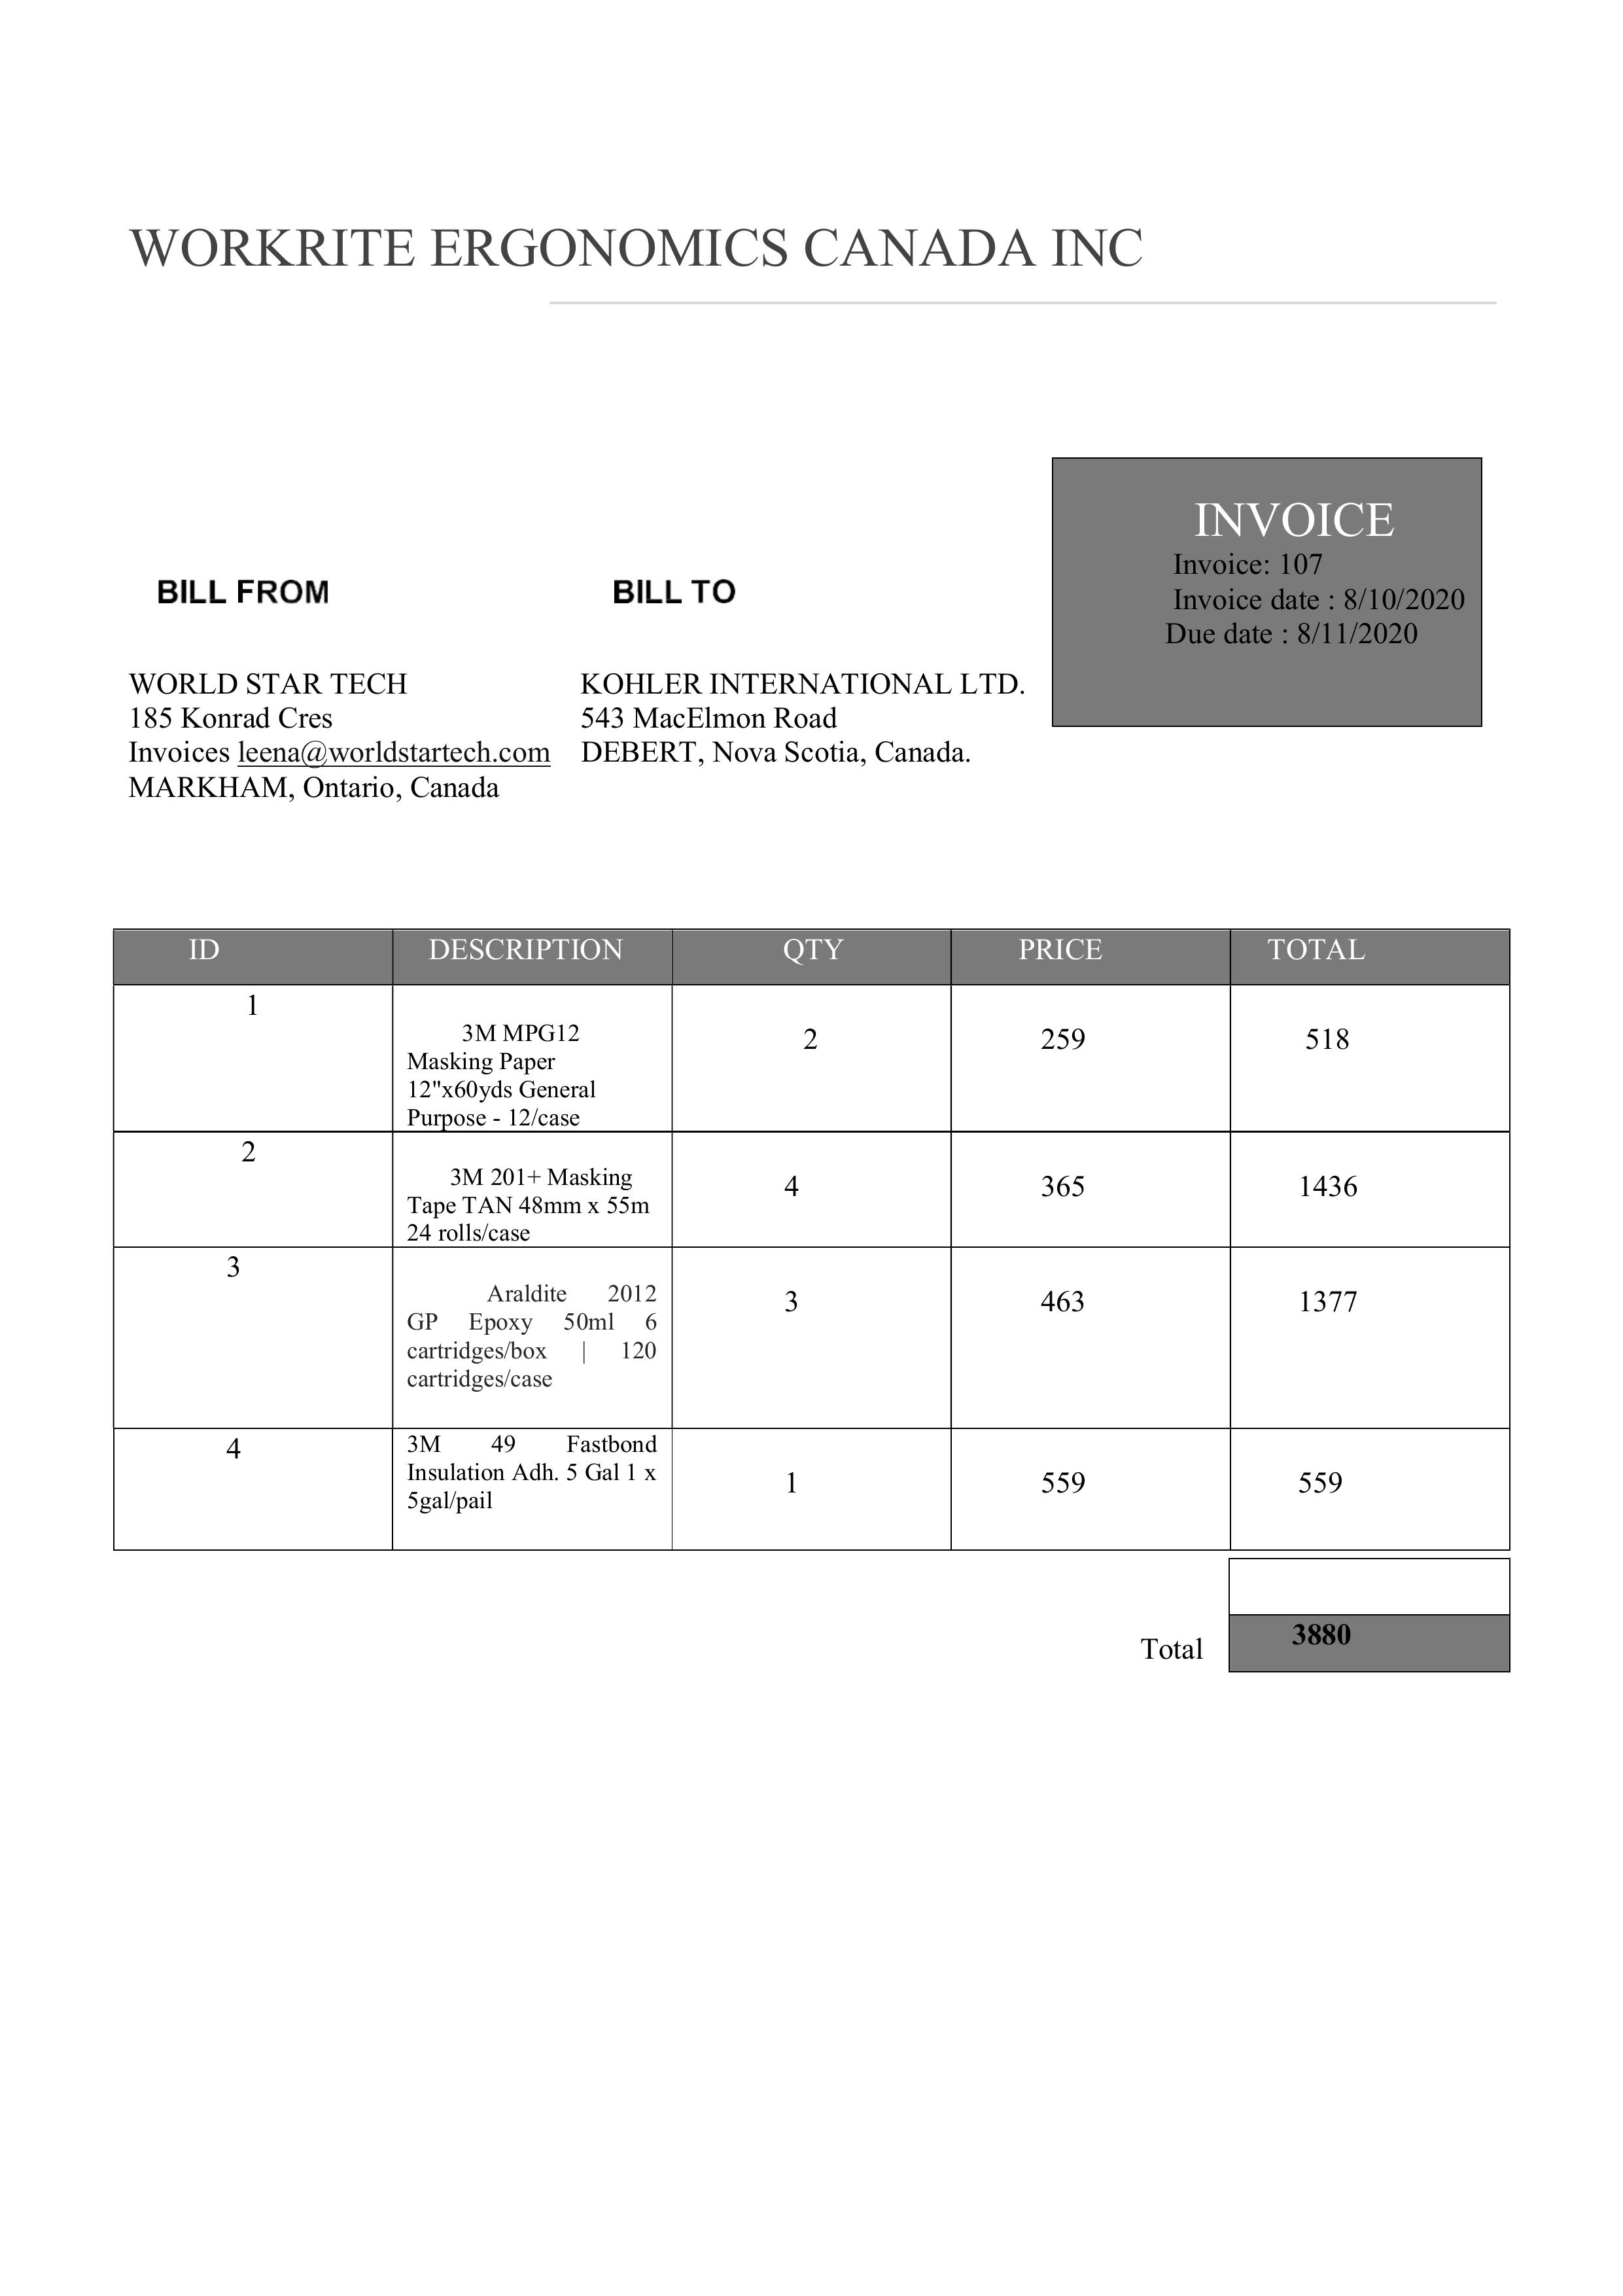 WORKRITE ERGONOMICS CANADA INC
INVOICE
Invoice: 107
Invoice date : 8/10/2020
Due date : 8/11/2020
BILL FROM
WORLD STAR TECH
185 Konrad Cres
Invoices leena@worldstartech.com
MARKHAM, Ontario, Canada
BILL TO
KOHLER INTERNATIONAL LTD.
543 MacElmon Road
DEBERT, Nova Scotia, Canada.
ID DESCRIPTION QTY PRICE TOTAL
1
3M MPG12
Masking Paper
12"x60yds General
Purpose - 12/case
2 259 518
2
3M 201+ Masking
Tape TAN 48mm x 55m
24 rolls/case
4 365 1436
3
Araldite 2012
GP Epoxy 50ml 6
cartridges/box | 120
cartridges/case
3 463 1377
4
3M 49 Fastbond
Insulation Adh. 5 Gal 1 x
5gal/pail
1 559 559
Total 3880